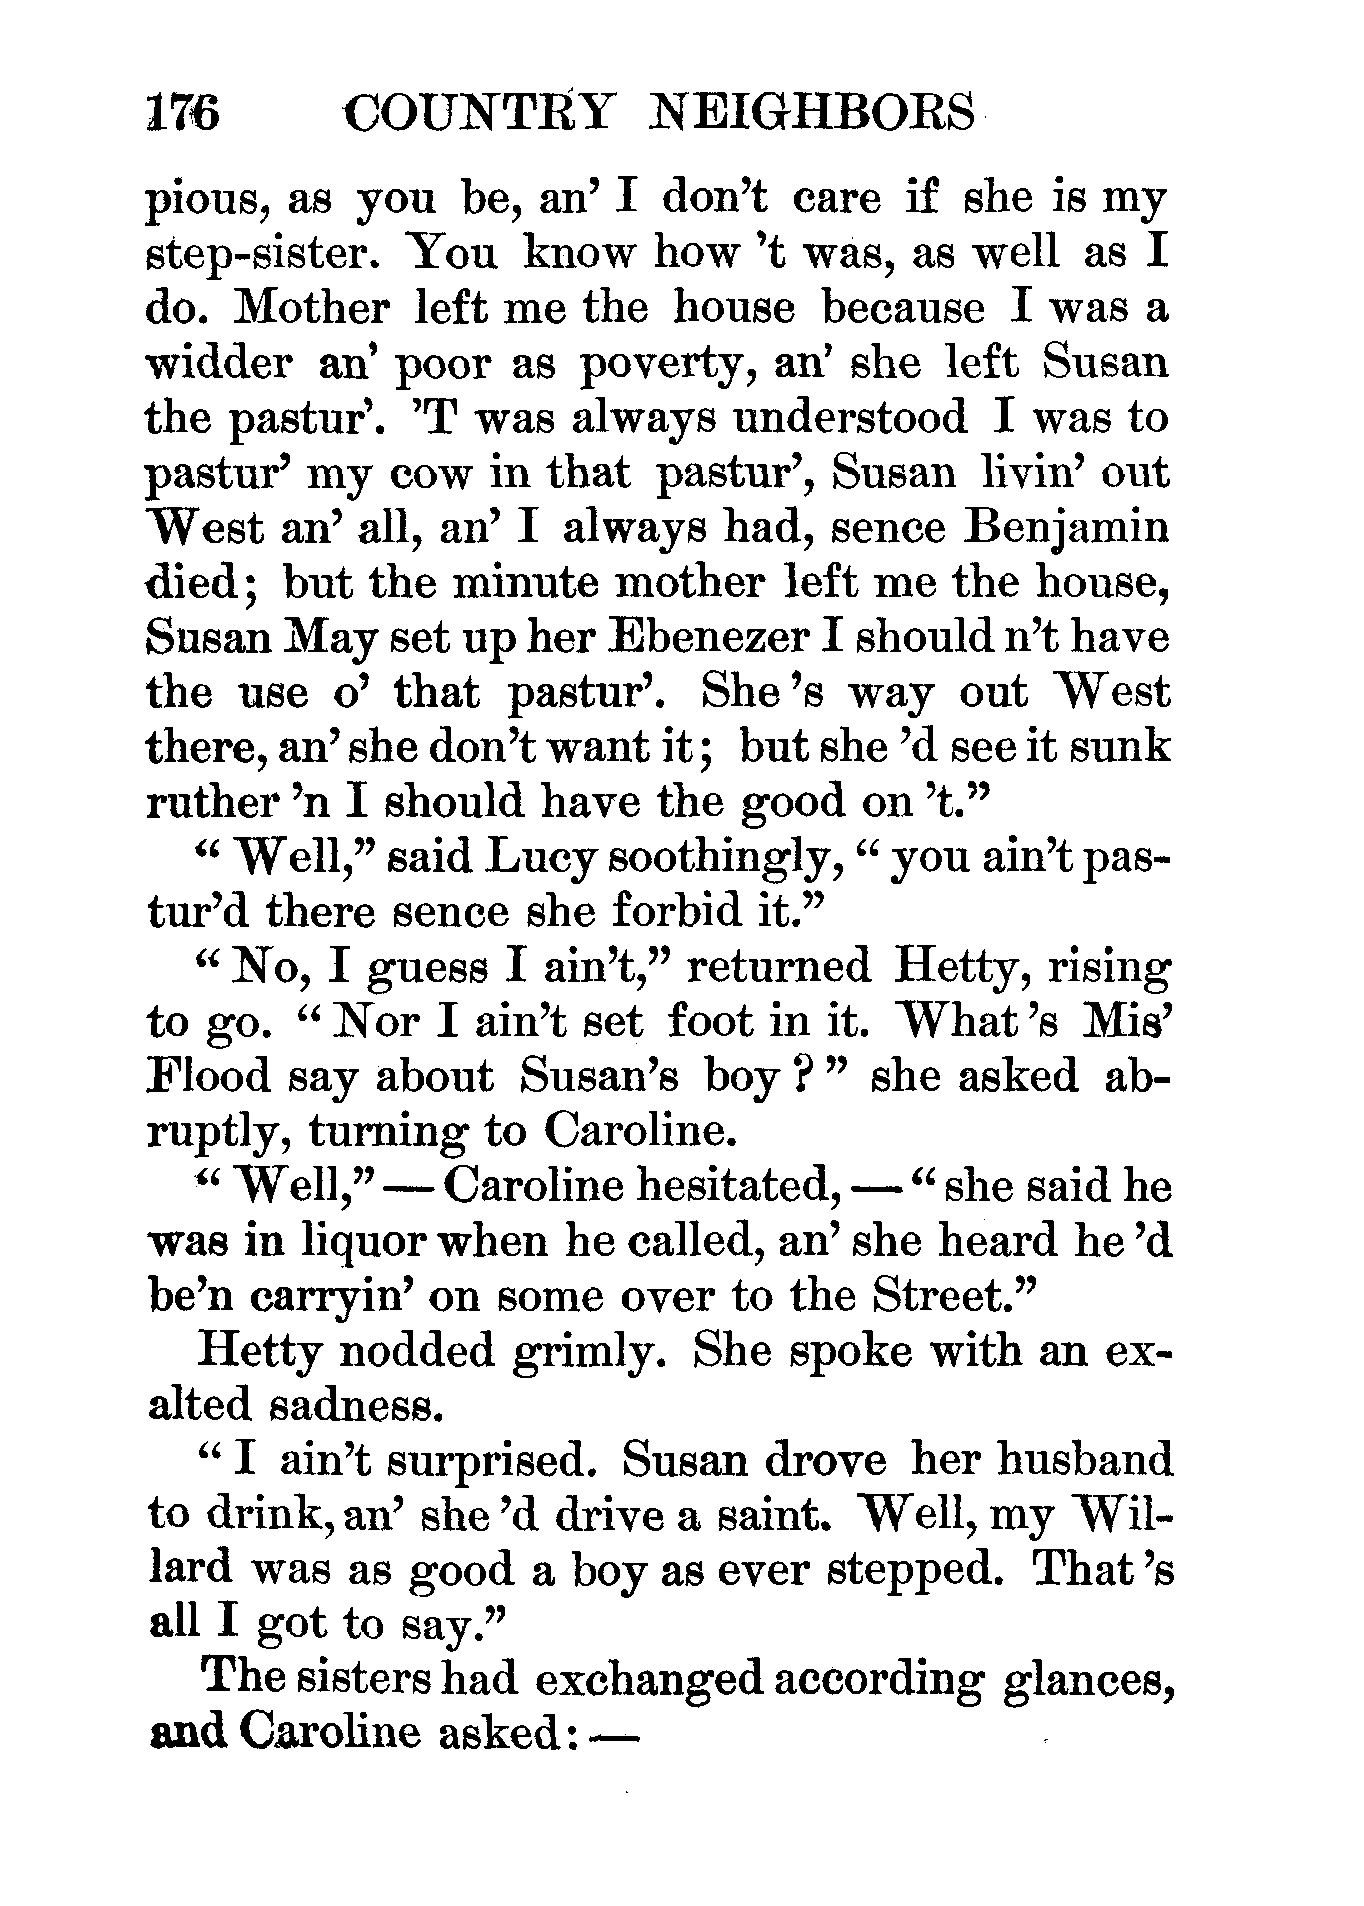 176 COUNTRY NEIGHBORS
pious, as you be, an’ I don’t care if she is my
step-sister. You know how ’t was, as well as I
do. Mother left me the house because I was a
widder an’ poor as poverty, an’ she left Susan
the pastur’. ’T was always understood I was to
pastur’ my cow in that pastur’, Susan livin’ out
West an’ all, an’ I always had, sence Benjamin
died; but the minute mother left me the house,
Susan May set up her Ebenezer I should n’t have
the use o’ that pastur’. She ’s way out West
there, an’ she don’t want it; but she ’d see it sunk
ruther ’n I should have the good on ’t.”
“ Well,” said Lucy soothingly, “ you ain’t pas-
tur’d there sence she forbid it.”
“ No, I guess I ain’t,” returned Hetty, rising
to go. “ Nor I ain’t set foot in it. What ’s Mis’
Flood say about Susan’s boy ? ” she asked ab-
ruptly, turning to Caroline.
“ Well,” — Caroline hesitated, — “ she said he
was in liquor when he called, an’ she heard he ’d
be’n carryin’ on some over to the Street.”
Hetty nodded grimly. She spoke with an ex-
alted sadness.
“ I ain’t surprised. Susan drove her husband
to drink, an’ she ’d drive a saint. Well, my Wil-
lard was as good a boy as ever stepped. That ’s
all I got to say.”
The sisters had exchanged according glances,
and Caroline asked: —